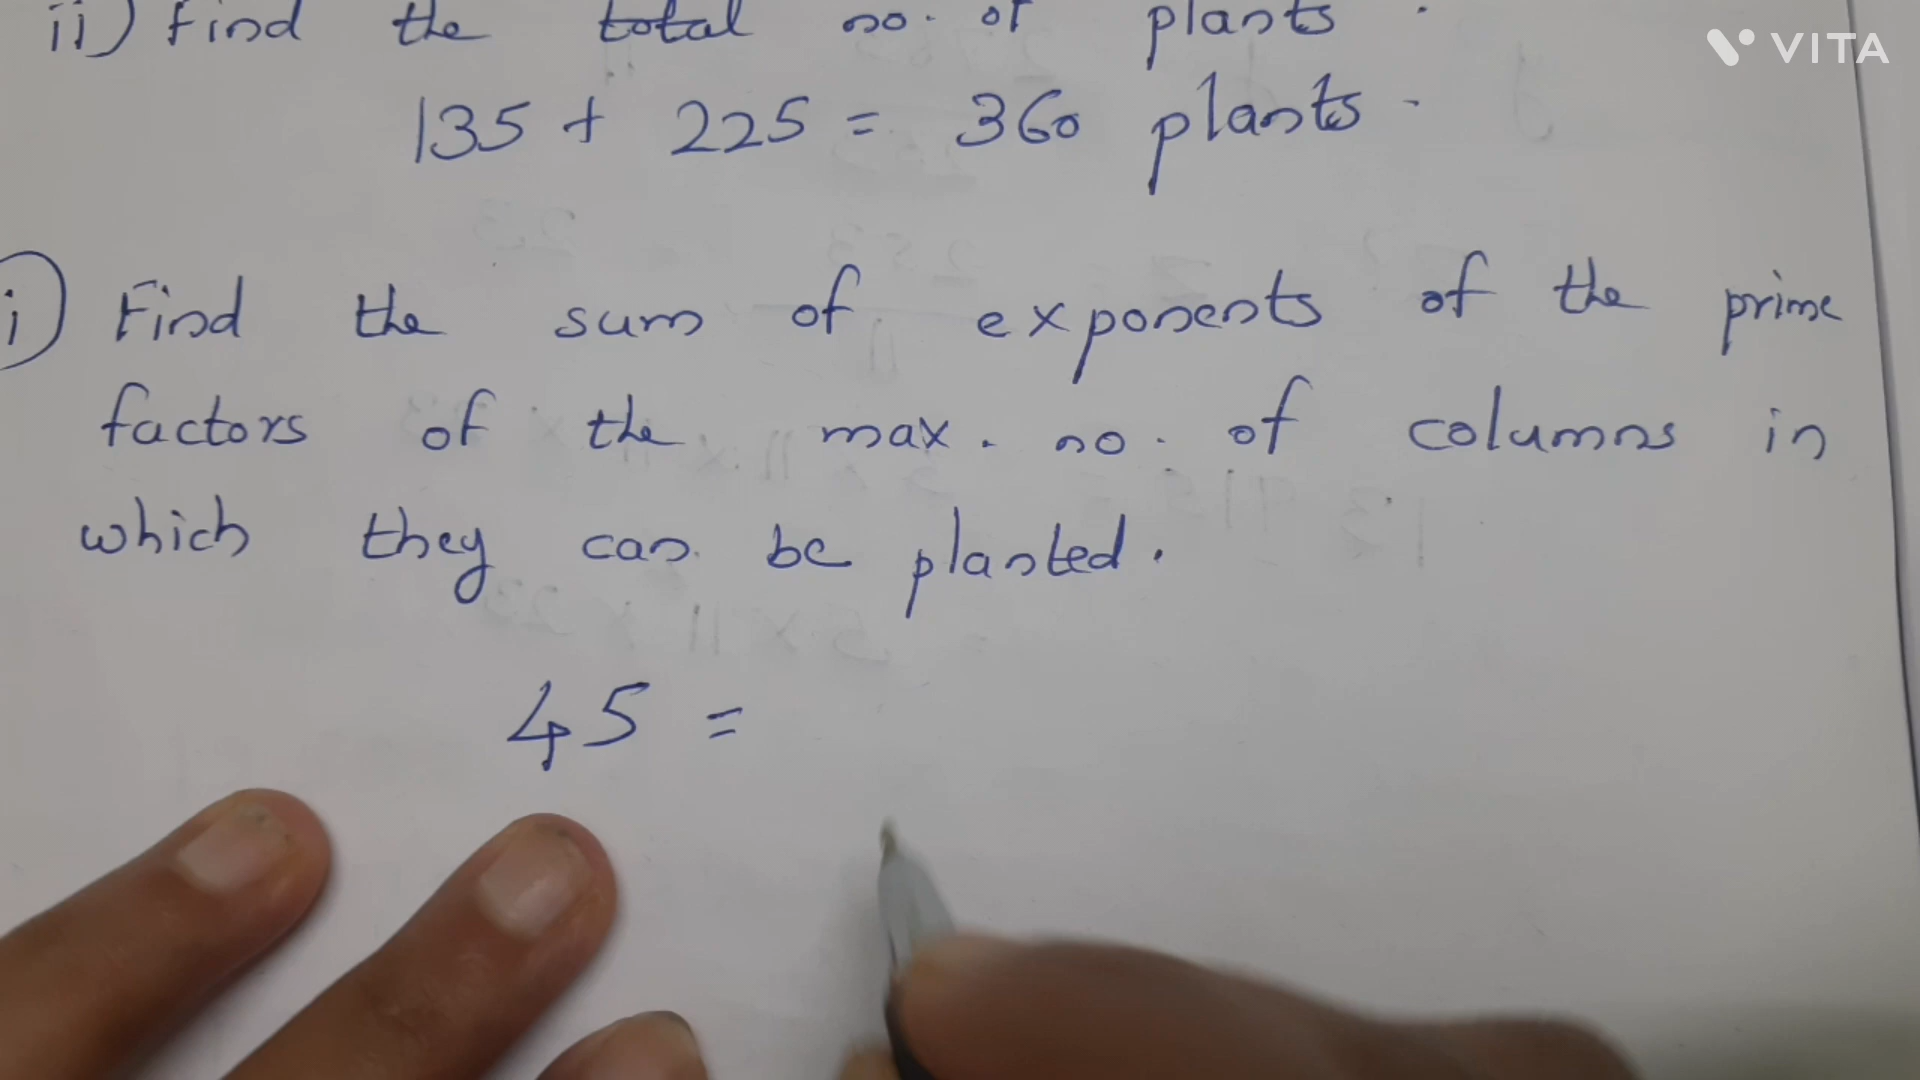 ii) Find the total no. of plants.
VITA
135 + 225 = 360 plants.
i) Find the sum of exponents of the prime
factors of the max. no. of columns in
which they can be planted.
45 =